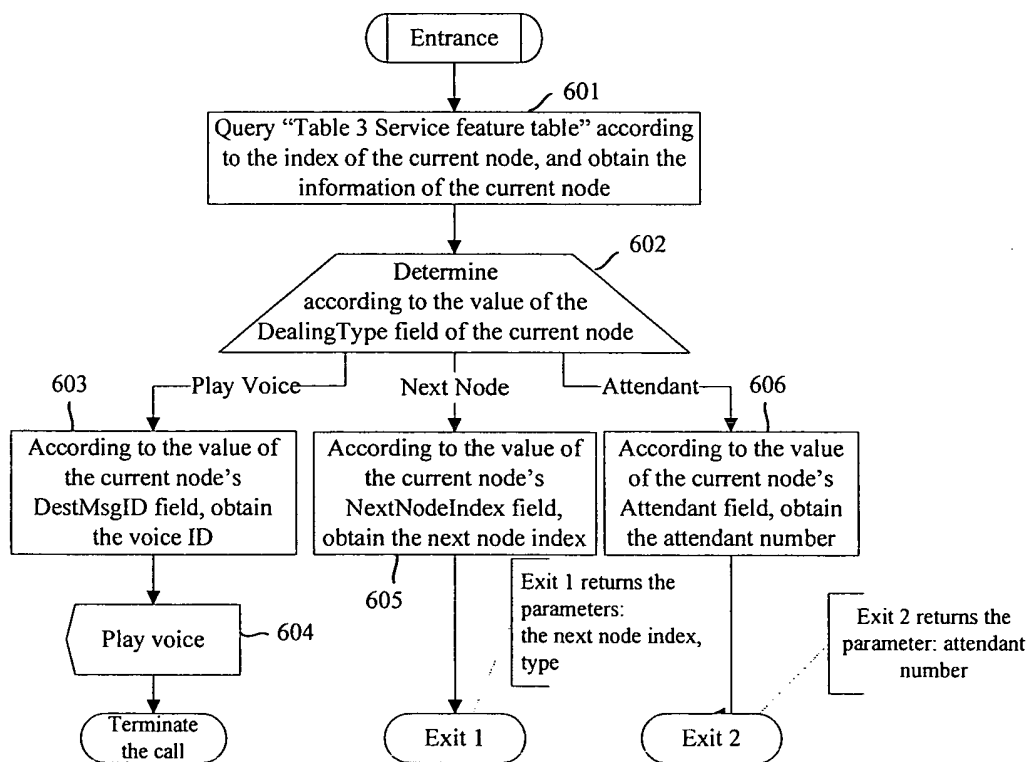 Entrance
601
Query “Table 3 Service feature table” according
to the index of the current node, and obtain the
information of the current node
602
Determine
according to the value of the
DealingType field of the current node
Play Voice
Next Node
Attendant
603
According to the value of
the current node’s
DestMsgID field, obtain
the voice ID
According to the value of
the current node’s
NextNodeIndex field,
obtain the next node index
605
606
According to the value
of the current node’s
Attendant field, obtain
the attendant number
Play voice
604
Exit 1 returns the
parameters:
the next node index,
type
Exit 2 returns the
parameter: attendant
number
Terminate
the call
Exit 1
Exit 2